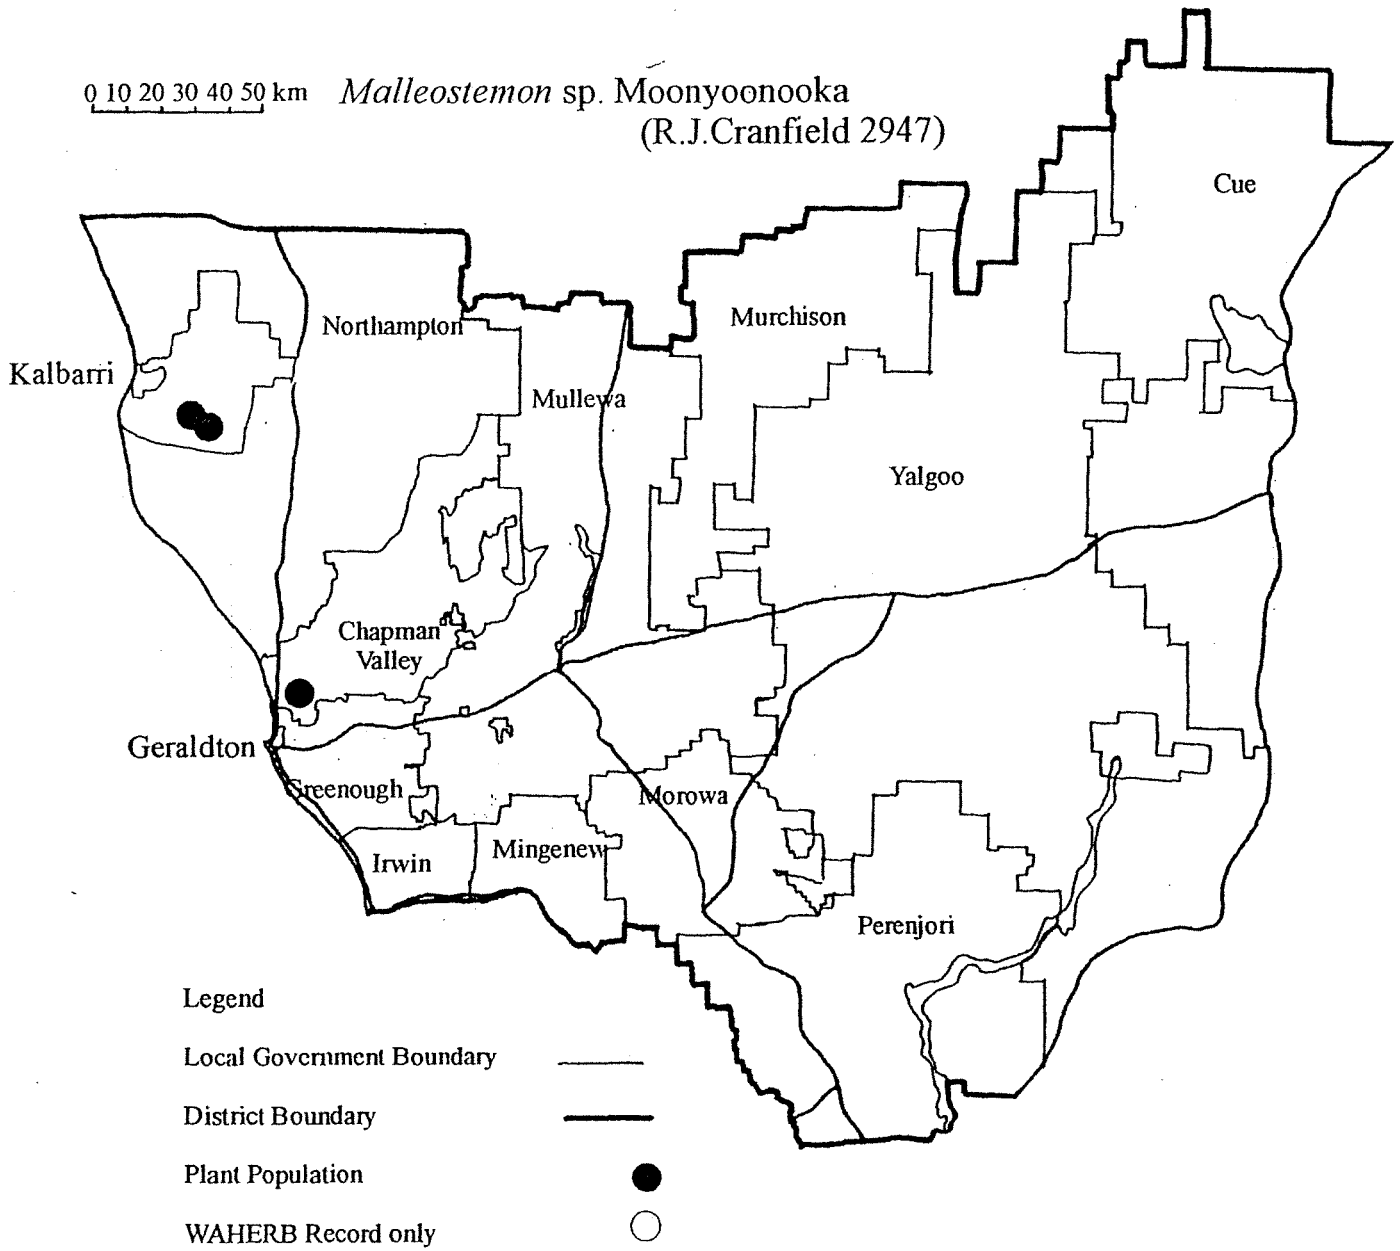 0 10 20 30 40 50 km
Malleostemon sp. Moonyoonooka
(R.J.Cranfield 2947)
Cue
Northampton
Murchison
Kalbarri
Mullewa
Yalgoo
Chapman
Valley
Geraldton
Greenough
Morowa
Irwin
Mingenew
Perenjori
Legend
Local Government Boundary
District Boundary
Plant Population
WAHERB Record only